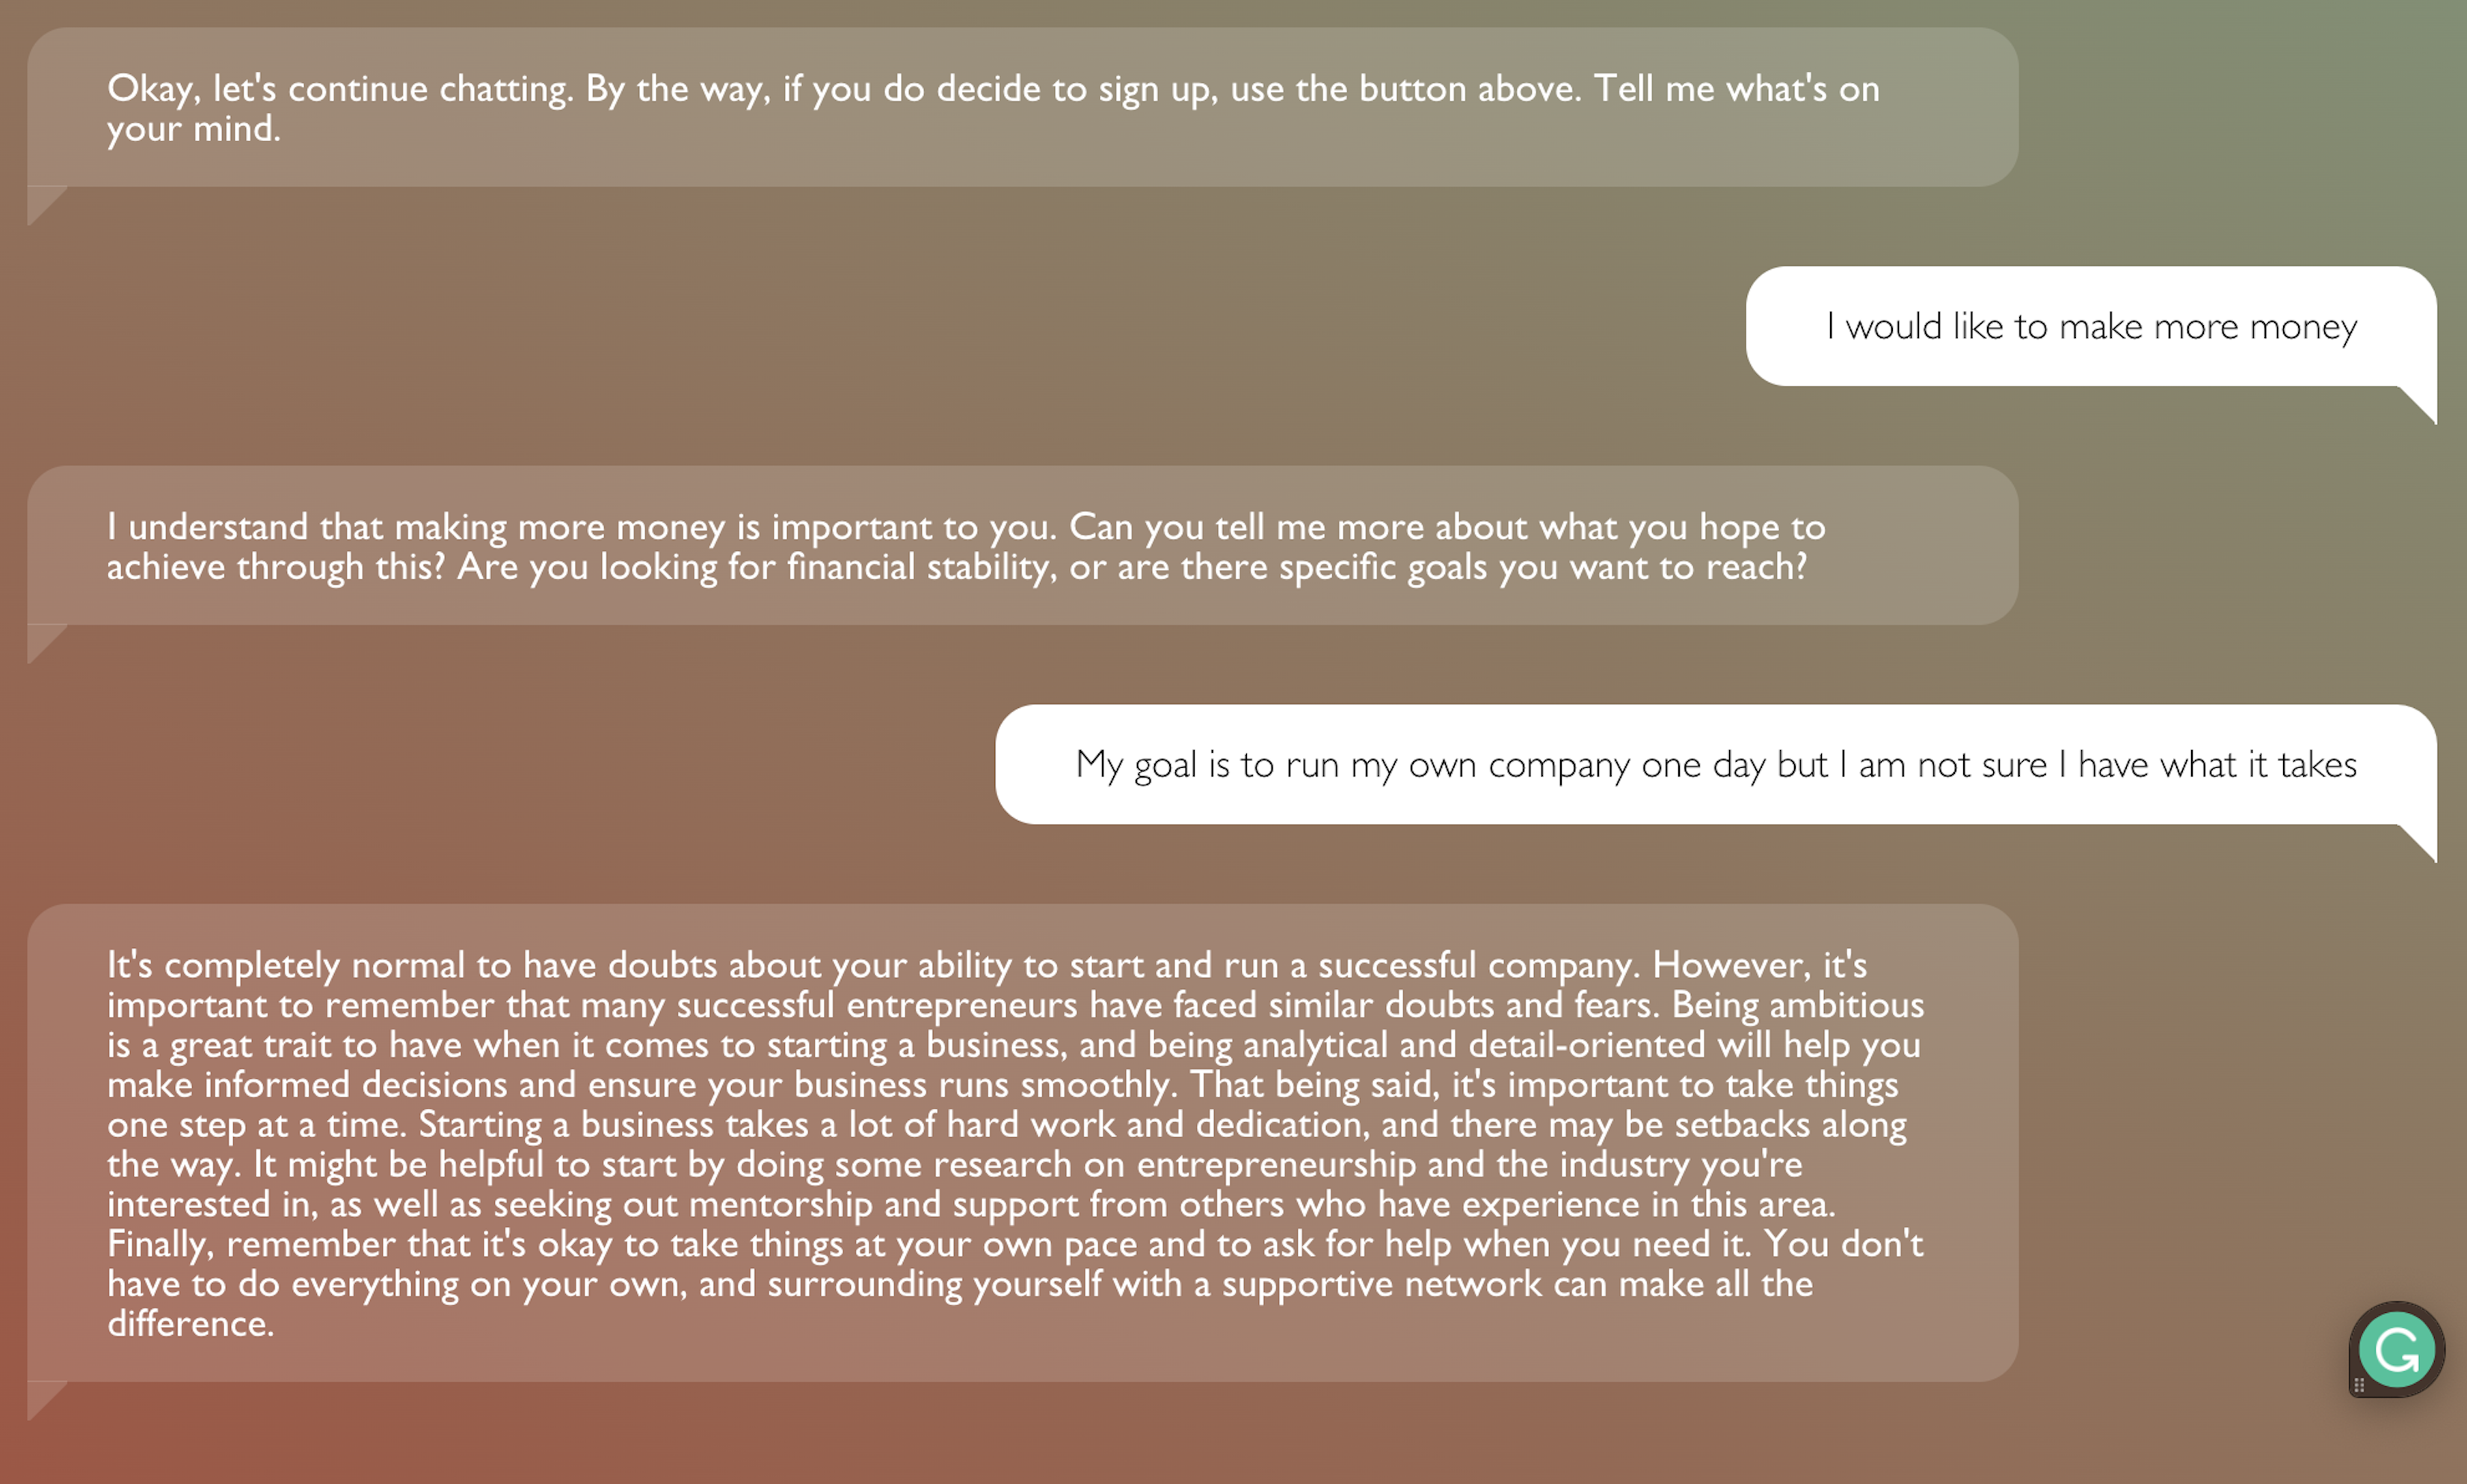 Okay, let's continue chatting. By the way, if you do decide to sign up, use the button above. Tell me what's on
your mind.
I would like to make more money
I understand that making more money is important to you. Can you tell me more about what you hope to
achieve through this? Are you looking for financial stability, or are there specific goals you want to reach?
My goal is to run my own company one day but I am not sure I have what it takes
It's completely normal to have doubts about your ability to start and run a successful company. However, it's
important to remember that many successful entrepreneurs have faced similar doubts and fears. Being ambitious
is a great trait to have when it comes to starting a business, and being analytical and detail-oriented will help you
make informed decisions and ensure your business runs smoothly. That being said, it's important to take things
one step at a time. Starting a business takes a lot of hard work and dedication, and there may be setbacks along
the way. It might be helpful to start by doing some research on entrepreneurship and the industry you're
interested in, as well as seeking out mentorship and support from others who have experience in this area.
Finally, remember that it's okay to take things at your own pace and to ask for help when you need it. You don't
have to do everything on your own, and surrounding yourself with a supportive network can make all the
difference.